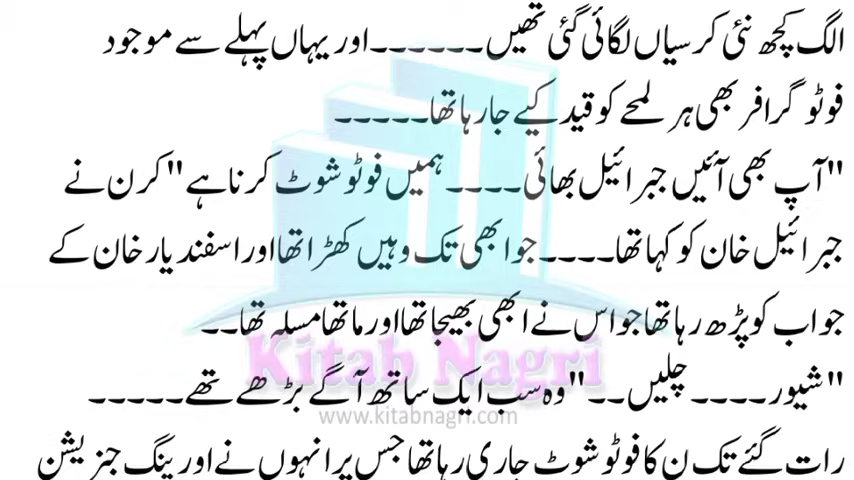 الگ کچھ نئی کرسیاں لگائی گئی تھیں۔۔۔۔۔۔ اور یہاں پہلے سے موجود
فوٹو گرافر بھی ہر لمحے کو قید کیے جا رہا تھا۔۔۔۔۔
"آپ بھی آئیں جبرائیل بھائی۔۔۔۔ ہمیں فوٹو شوٹ کرنا ہے" کرن نے
جبرائیل خان کو کہا تھا۔۔۔۔ جو ابھی تک وہیں کھڑا تھا اور اسفند یار خان کے
جواب کو پڑھ رہا تھا جو اس نے ابھی بھیجا تھا اور ماتھا مسلہ تھا۔۔
Kitab Nagri
"شیور۔۔۔۔ چلیں۔۔" وہ سب ایک ساتھ آگے بڑھے تھے۔۔۔۔۔
www.kitabnagri.com
رات گئے تک ن کا فوٹو شوٹ جاری رہا تھا جس پر انہوں نے اور ینگ جنریشن